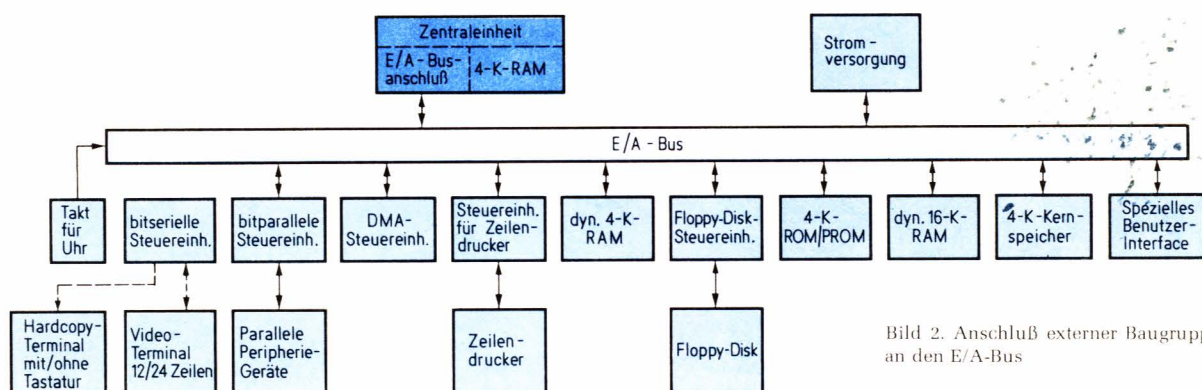 Zentraleinheit
E/A-Bus-
anschluß
4-K-RAM
Strom-
versorgung
E/A-Bus
Takt
für
Uhr
bitserielle
Steuereinh.
bitparallele
Steuereinh.
DMA-
Steuereinh.
Steuereinh.
für Zeilen-
drucker
dyn. 4-K-
RAM
Floppy-Disk-
Steuereinh.
4-K-
ROM/PROM
dyn. 16-K-
RAM
4-K-Kern-
speicher
Spezielles
Benutzer-
Interface
Hardcopy-
Terminal
mit/ohne
Tastatur
Video-
Terminal
12/24 Zeilen
Parallele
Peripherie-
Geräte
Zeilen-
drucker
Floppy-Disk
Bild 2. Anschluß externer Baugrupp
an den E/A-Bus